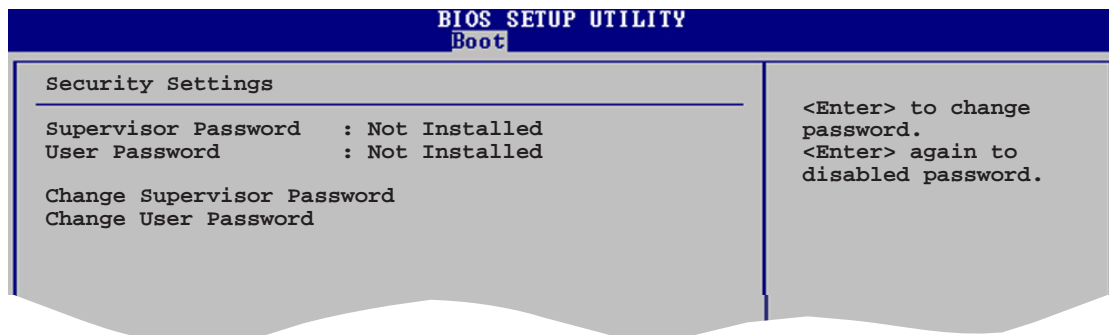 BIOS SETUP UTILITY
Boot
Security Settings
Supervisor Password : Not Installed
User Password : Not Installed
Change Supervisor Password
Change User Password
<Enter> to change
password.
<Enter> again to
disabled password.